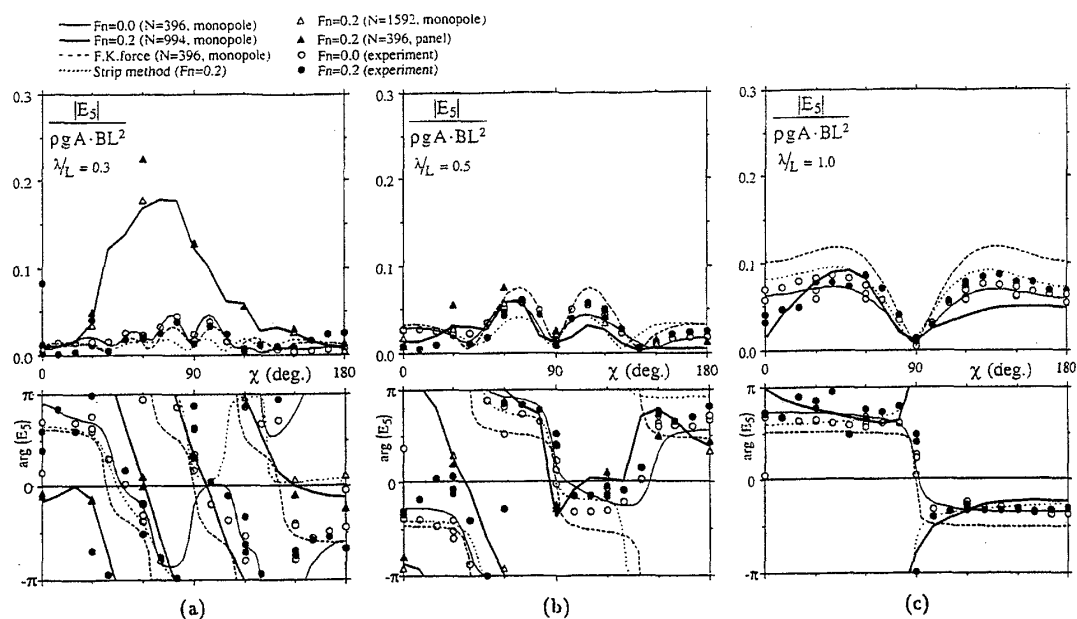 Fn=0.0 (N=396, monopole)
Fn=0.2 (N=994, monopole)
F.K.force (N=396, monopole)
Strip method (Fn=0.2)
Fn=0.2 (N=1592, monopole)
Fn=0.2 (N=396, panel)
Fn=0.0 (experiment)
Fn=0.2 (experiment)
0.3
|E₅|
ρgA·BL²
λ/L = 0.3
0.2
0.1
0.0
0
90
χ (deg.)
180
π
arg {E₅}
0
-π
(a)
0.3
|E₅|
ρgA·BL²
λ/L = 0.5
0.2
0.1
0.0
0
90
χ (deg.)
180
π
arg {E₅}
0
-π
(b)
0.3
|E₅|
ρgA·BL²
λ/L = 1.0
0.2
0.1
0.0
0
90
χ (deg.)
180
π
arg {E₅}
0
-π
(c)